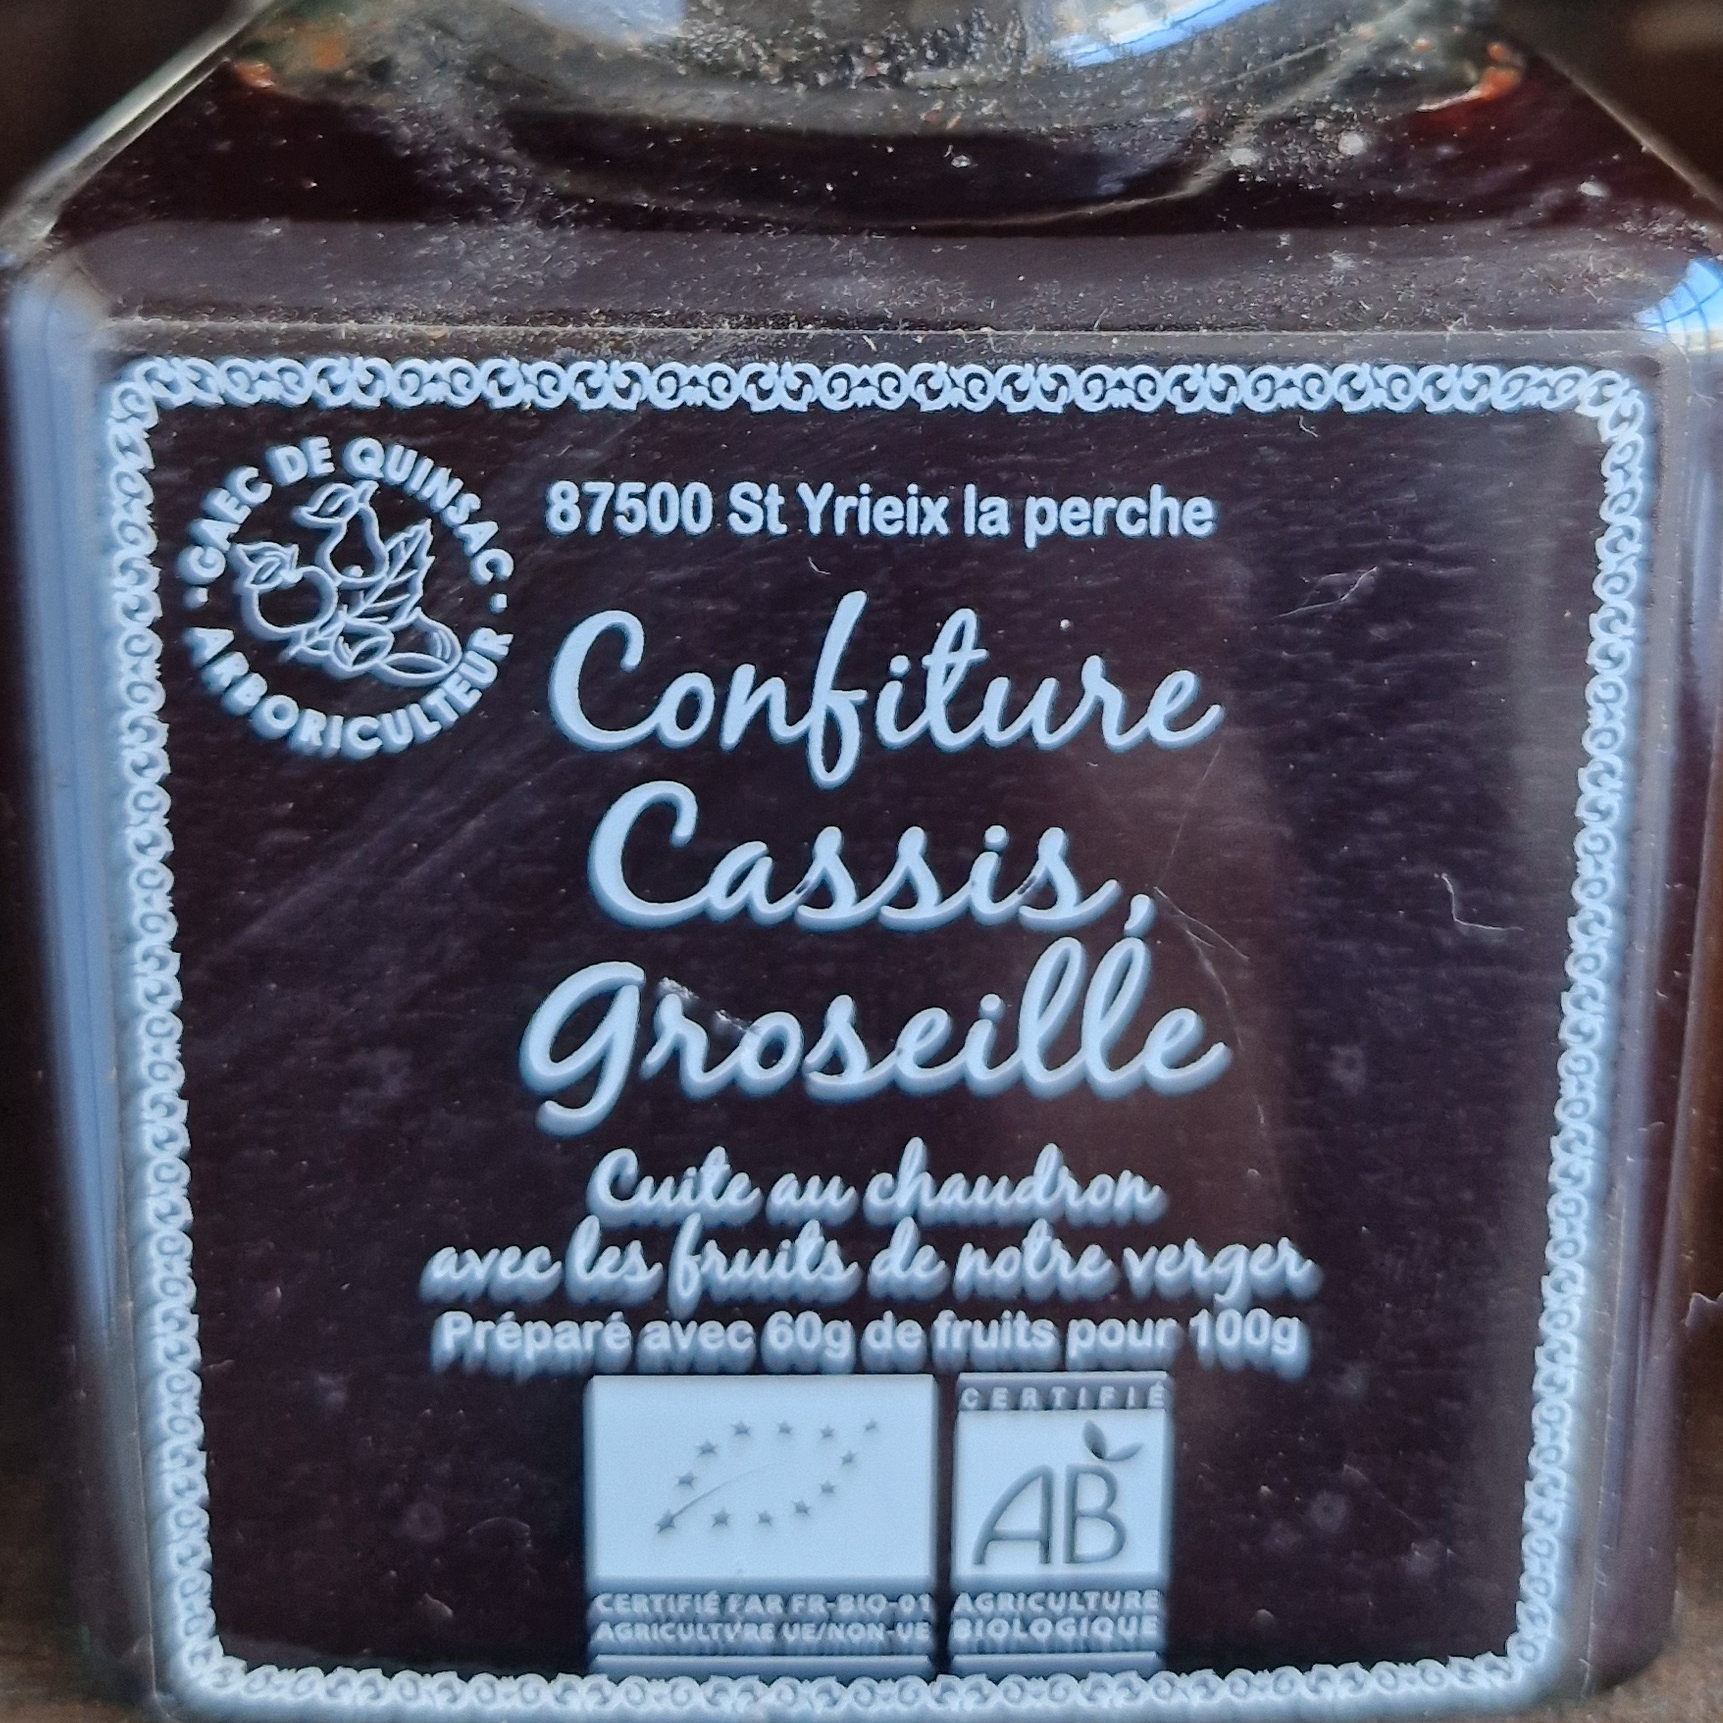 GAEC DE QUINSAC
ARBORICULTEUR
87500 St Yrieix la perche
Confiture
Cassis,
Groseille
Cuite au chaudron
avec les fruits de notre verger
Préparé avec 60g de fruits pour 100g
CERTIFIÉ PAR FR-BIO-01
AGRICULTURE UE/NON-UE
CERTIFIÉ
AB
AGRICULTURE
BIOLOGIQUE